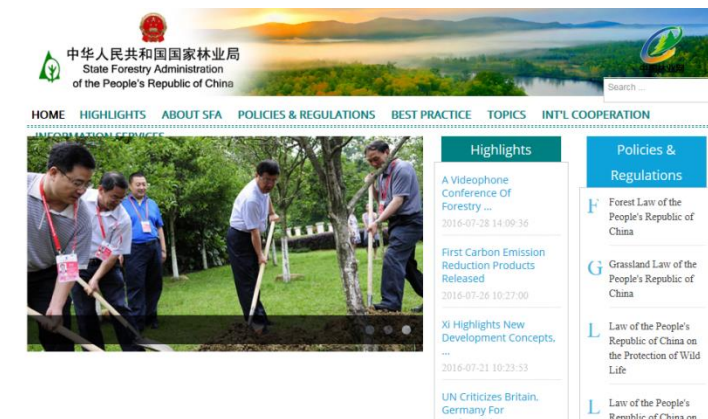 中华人民共和国国家林业局
State Forestry Administration
of the People's Republic of China
Search ...
HOME HIGHLIGHTS ABOUT SFA POLICIES & REGULATIONS BEST PRACTICE TOPICS INT'L COOPERATION
INFORMATION SERVICES
Highlights
A Videophone
Conference Of
Forestry ...
2016-07-28 14:09:36
First Carbon Emission
Reduction Products
Released
2016-07-26 10:27:00
Xi Highlights New
Development Concepts,
...
2016-07-21 10:23:53
UN Criticizes Britain,
Germany For
Policies &
Regulations
F Forest Law of the
People's Republic of
China
G Grassland Law of the
People's Republic of
China
L Law of the People's
Republic of China on
the Protection of Wild
Life
L Law of the People's
Republic of China on